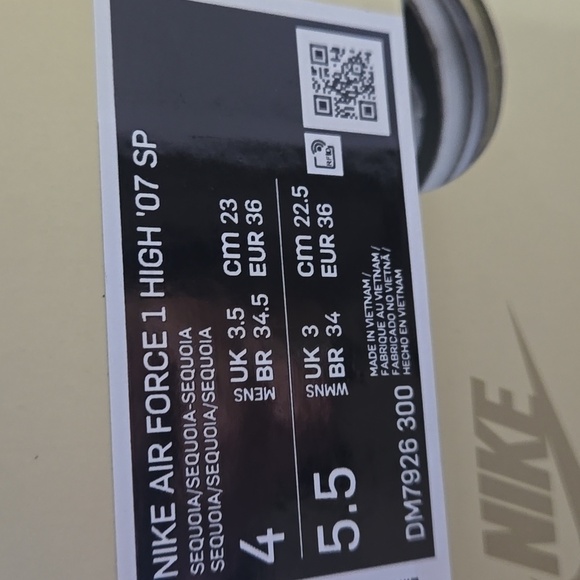 NIKE AIR FORCE 1 HIGH '07 SP
SEQUOIA/SEQUOIA-SEQUOIA
SEQUOIA/SEQUOIA/SEQUOIA
4
MENS
UK 3.5
BR 34.5
cm 23
EUR 36
5.5
WMNS
UK 3
BR 34
cm 22.5
EUR 36
RFID
DM7926 300
MADE IN VIETNAM/
FABRIQUE AU VIETNAM/
FABRICADO NO VIETNÃ/
HECHO EN VIETNAM
NIKE